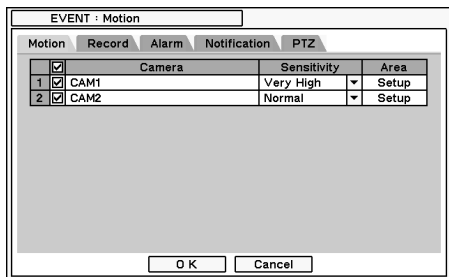 EVENT : Motion
Motion Record Alarm Notification PTZ
Camera Sensitivity Area
1 CAM1 Very High Setup
2 CAM2 Normal Setup
O K Cancel